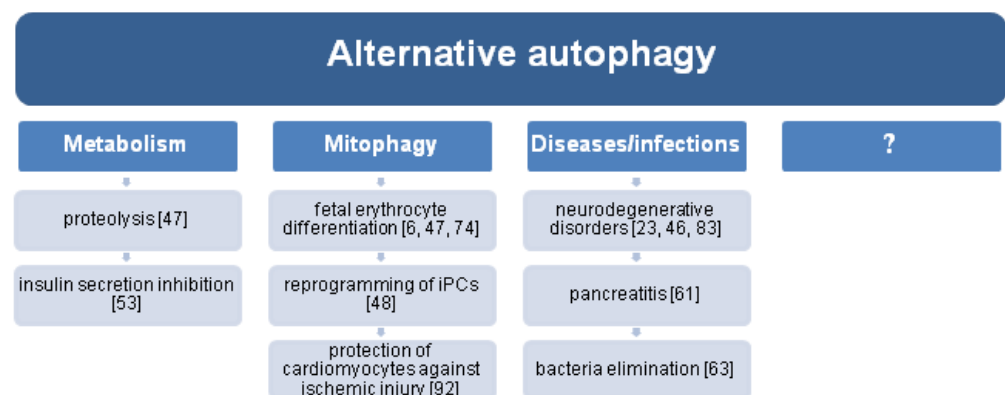 Alternative autophagy
Metabolism
proteolysis [47]
insulin secretion inhibition
[53]
Mitophagy
fetal erythrocyte
differentiation [6, 47, 74]
reprogramming of iPCs
[48]
protection of
cardiomyocytes against
ischemic injury [92]
Diseases/infections
neurodegenerative
disorders [23, 46, 83]
pancreatitis [61]
bacteria elimination [63]
?